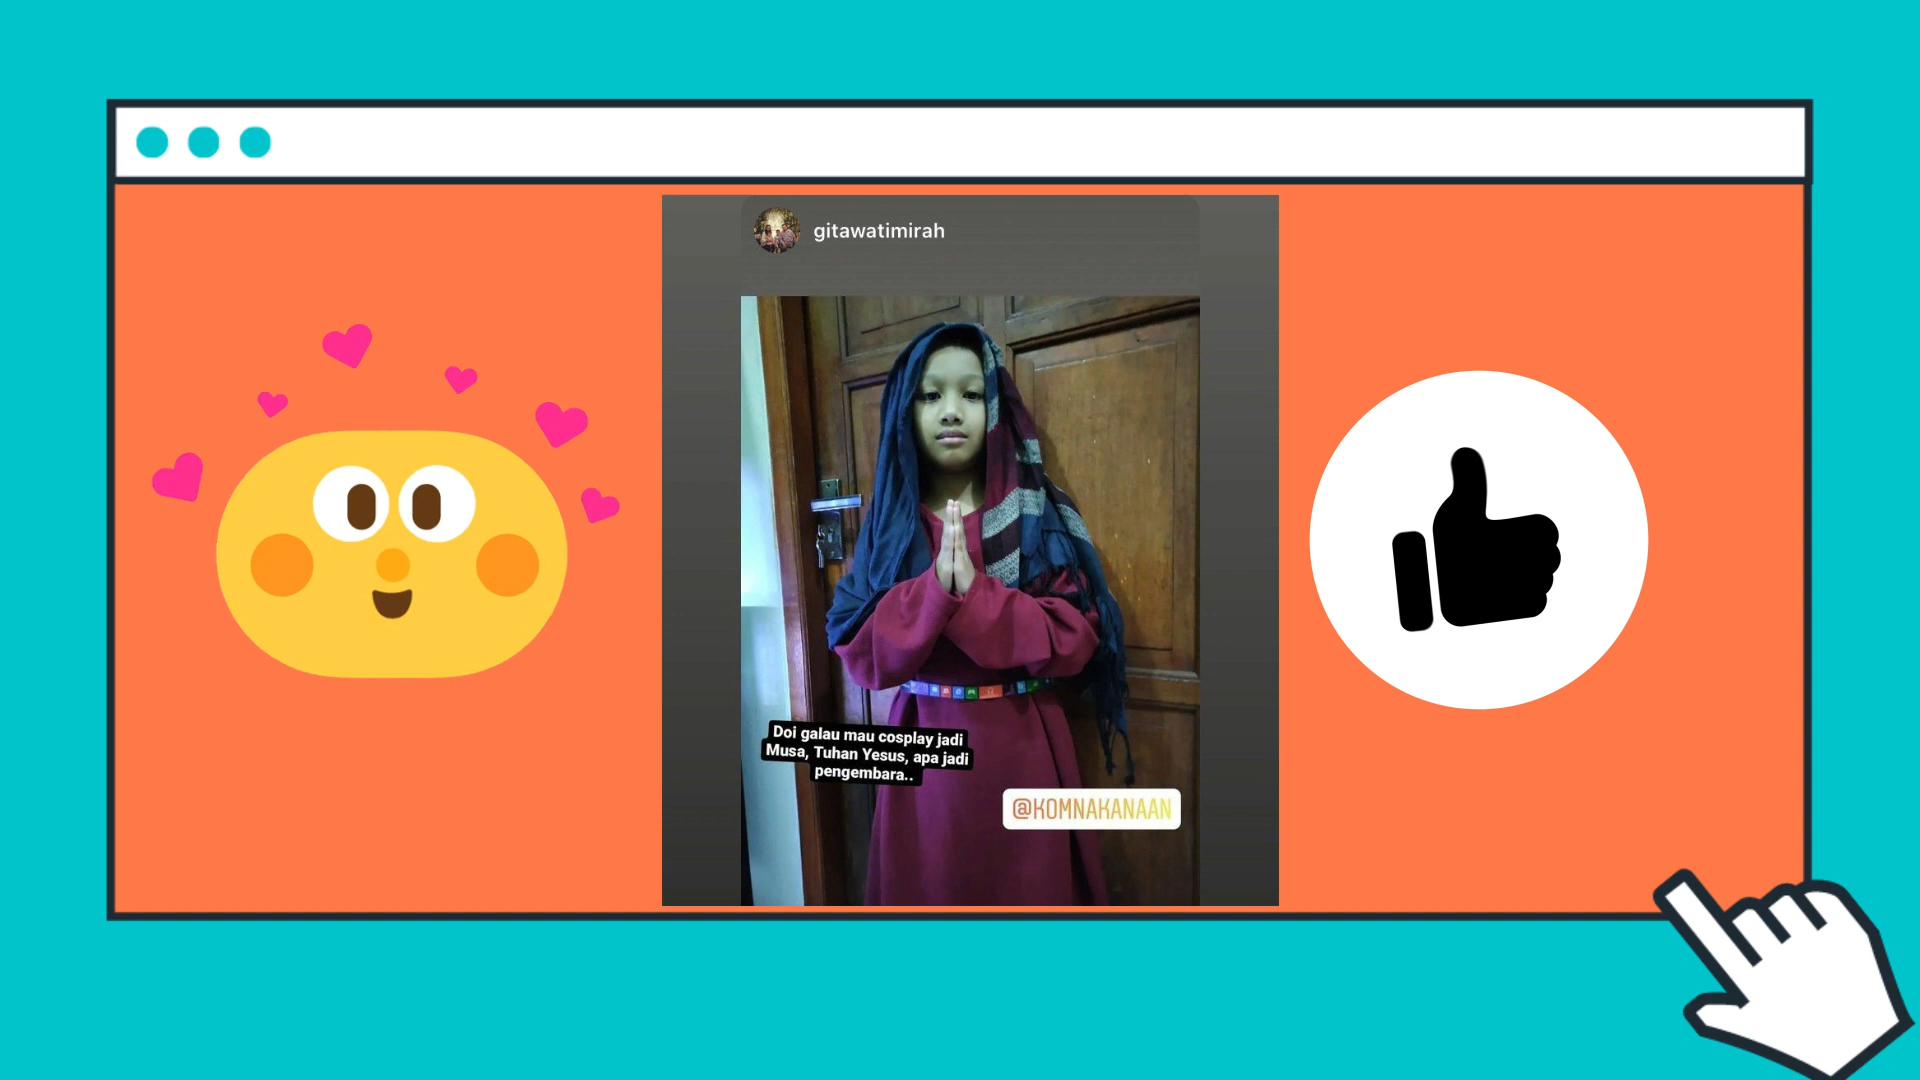 gitawatimirah
Doi galau mau cosplay jadi
Musa, Tuhan Yesus, apa jadi
pengembara..
@KOMNAKANAAN